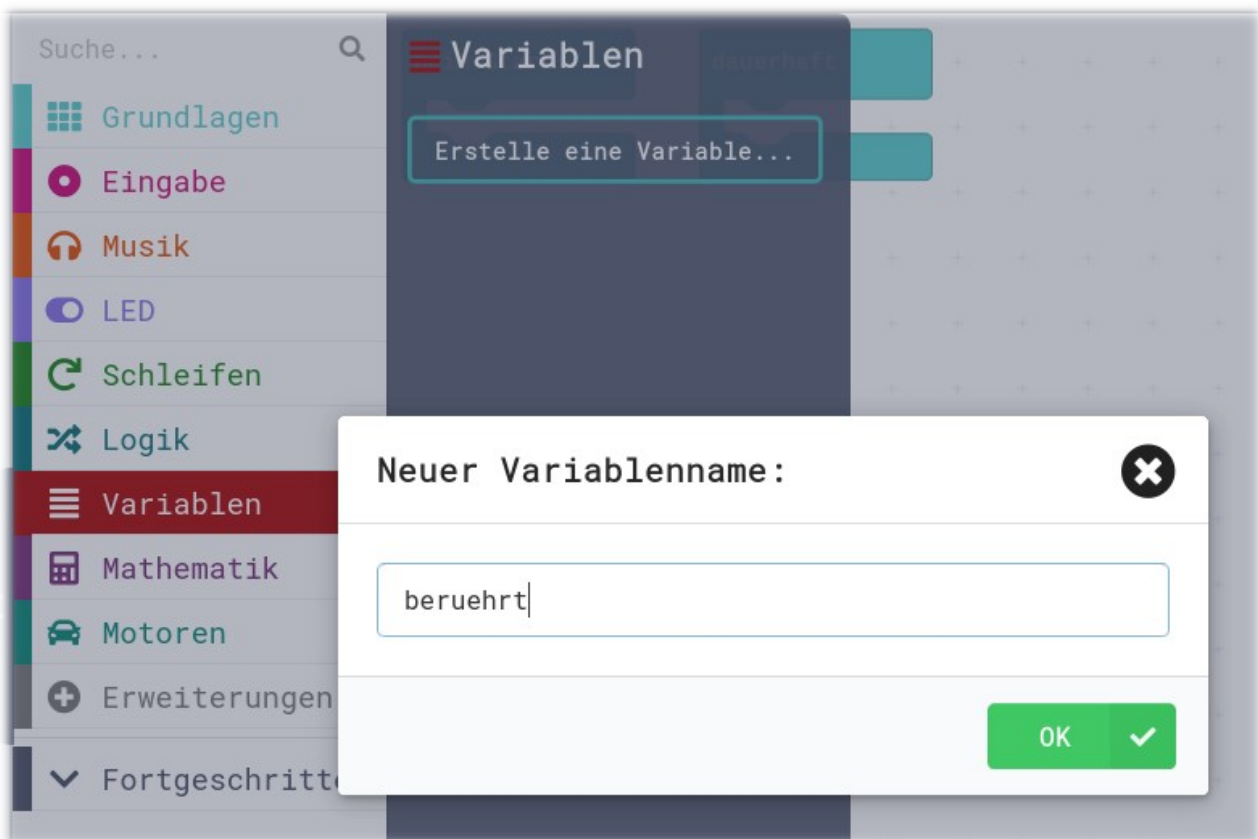 Suche...
Grundlagen
Eingabe
Musik
LED
Schleifen
Logik
Variablen
Mathematik
Motoren
Erweiterungen
Variablen
dauerhaft
Erstelle eine Variable...
Neuer Variablenname:
beruehrt
OK